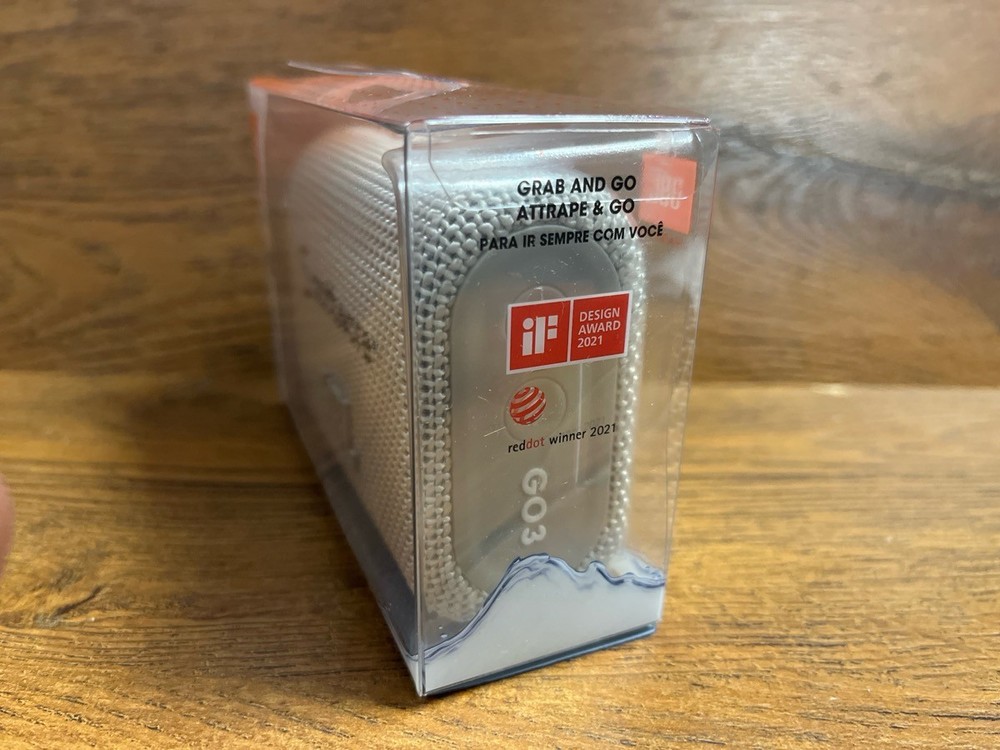 GRAB AND GO
ATTRAPE & GO
PARA IR SEMPRE COM VOCÊ
iF
DESIGN
AWARD
2021
reddot winner 2021
GO3